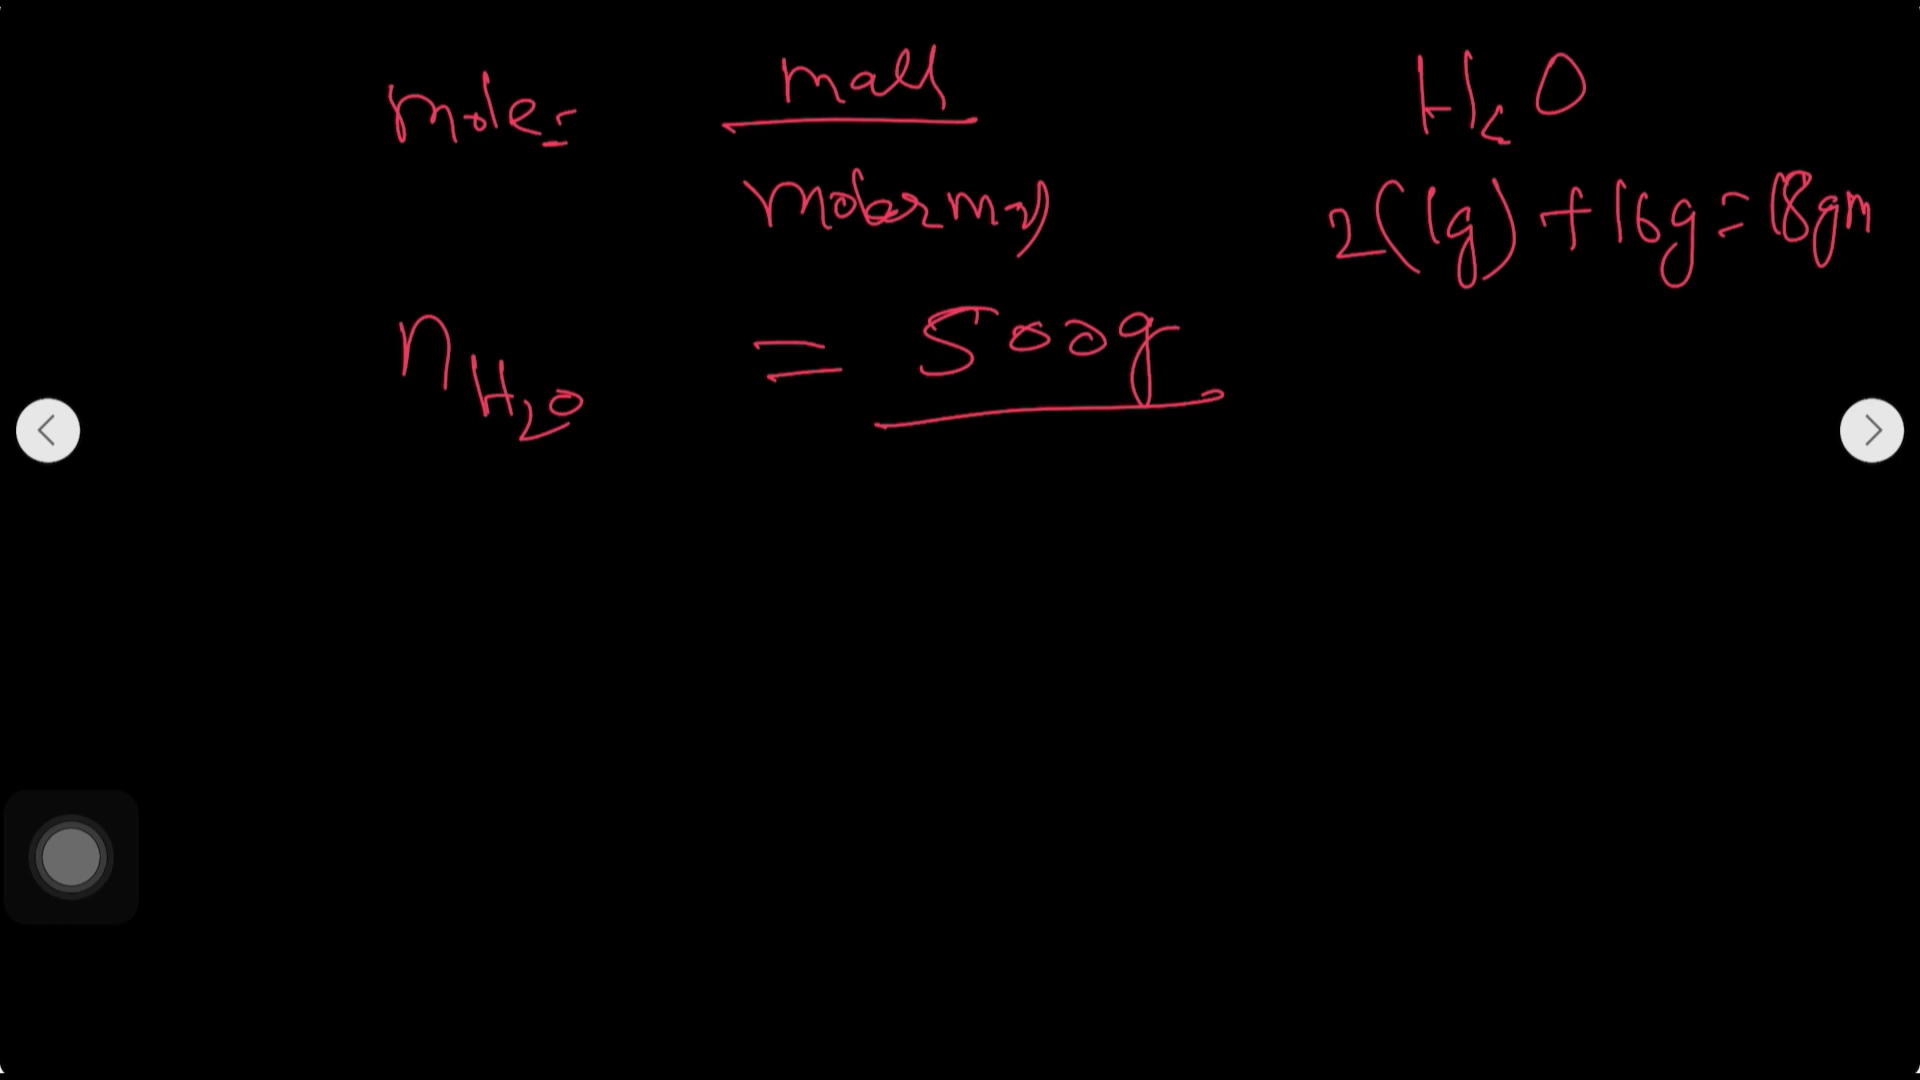 mole = mass
molar mass
H2O
2(1g) + 16g = 18gm
nH2O = 500g